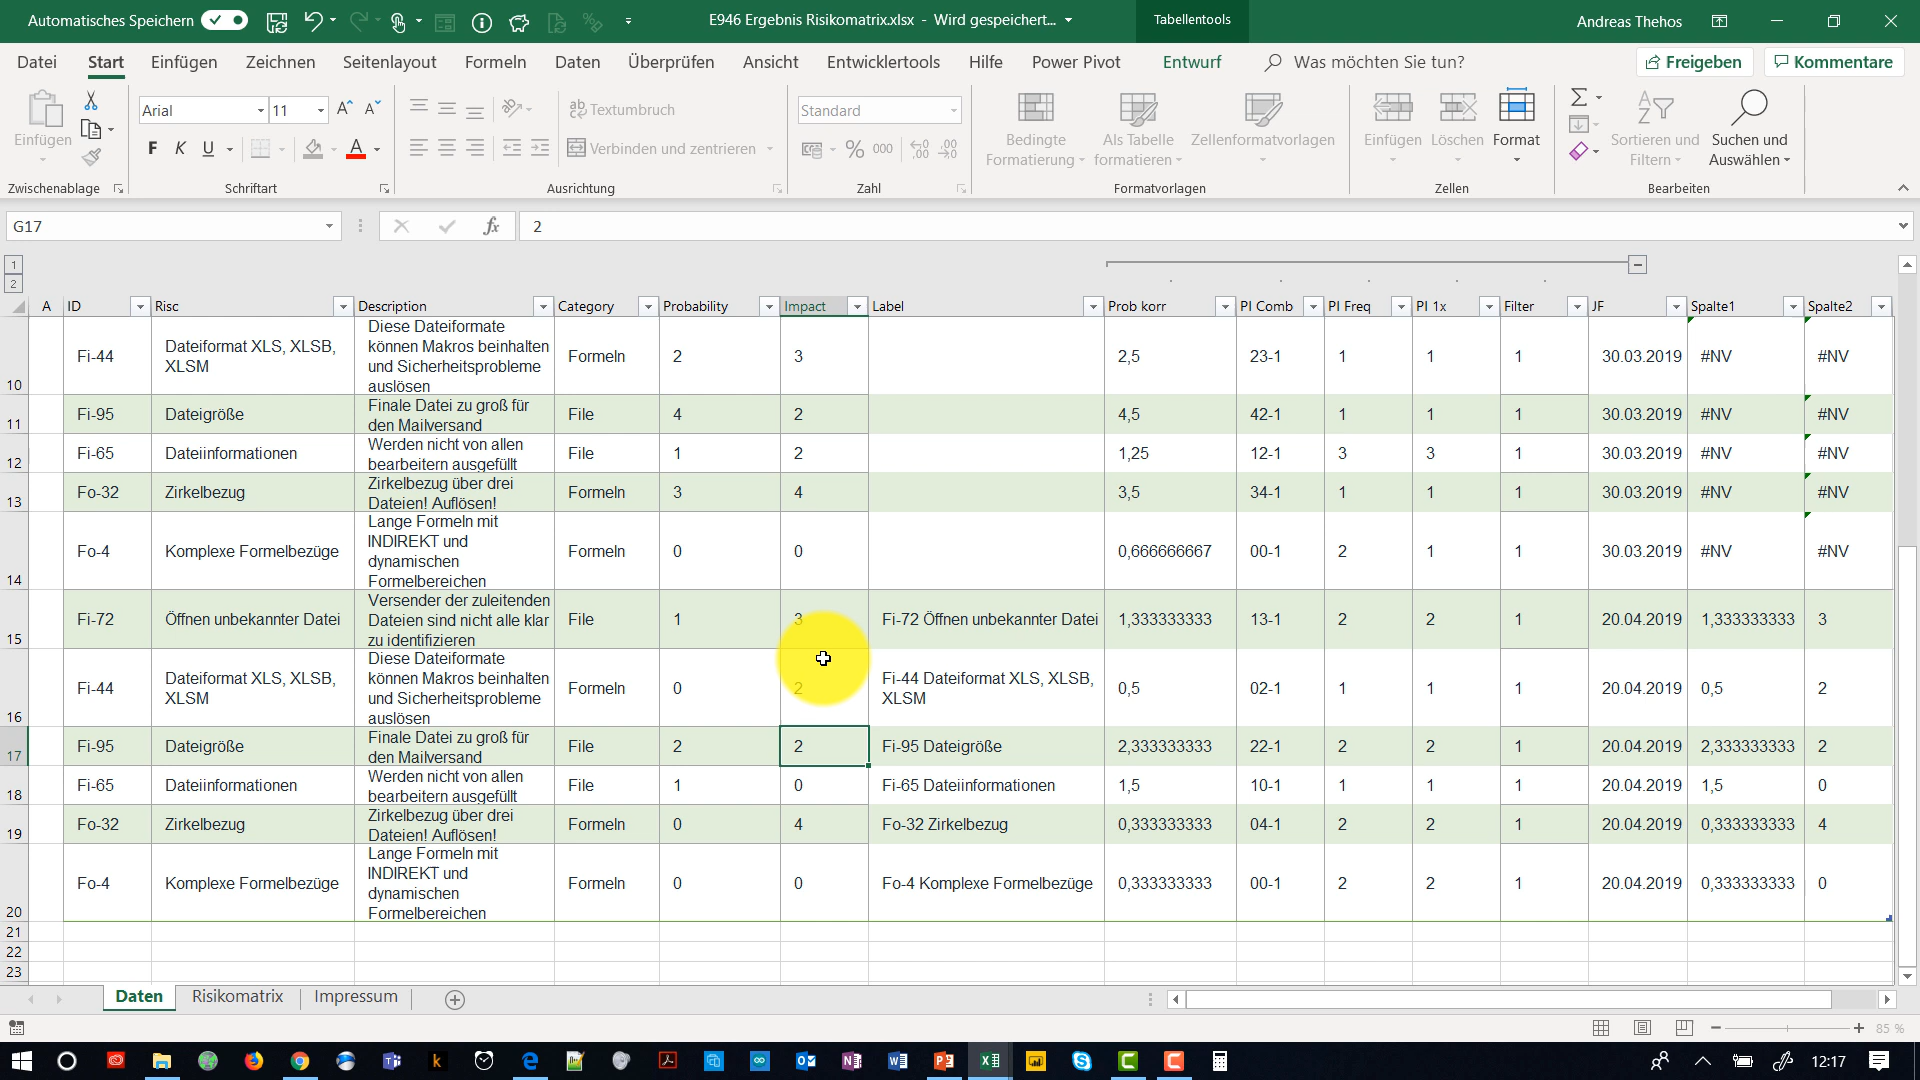 Automatisches Speichern
E946 Ergebnis Risikomatrix.xlsx - Wird gespeichert...
Tabellentools
Andreas Thehos
Datei Start Einfügen Zeichnen Seitenlayout Formeln Daten Überprüfen Ansicht Entwicklertools Hilfe Power Pivot Entwurf Was möchten Sie tun? Freigeben Kommentare
Einfügen
Arial 11
F K U
Textumbruch
Verbinden und zentrieren
Standard
% 000
Bedingte Formatierung
Als Tabelle formatieren
Zellenformatvorlagen
Einfügen Löschen Format
Sortieren und Filtern
Suchen und Auswählen
Zwischenablage Schriftart Ausrichtung Zahl Formatvorlagen Zellen Bearbeiten
G17 fx 2
1
2
A ID Risc Description Category Probability Impact Label Prob korr PI Comb PI Freq PI 1x Filter JF Spalte1 Spalte2
10 Fi-44 Dateiformat XLS, XLSB, XLSM Diese Dateiformate können Makros beinhalten und Sicherheitsprobleme auslösen Formeln 2 3 2,5 23-1 1 1 1 30.03.2019 #NV #NV
11 Fi-95 Dateigröße Finale Datei zu groß für den Mailversand File 4 2 4,5 42-1 1 1 1 30.03.2019 #NV #NV
12 Fi-65 Dateiinformationen Werden nicht von allen bearbeitern ausgefüllt File 1 2 1,25 12-1 3 3 1 30.03.2019 #NV #NV
13 Fo-32 Zirkelbezug Zirkelbezug über drei Dateien! Auflösen! Formeln 3 4 3,5 34-1 1 1 1 30.03.2019 #NV #NV
14 Fo-4 Komplexe Formelbezüge Lange Formeln mit INDIREKT und dynamischen Formelbereichen Formeln 0 0 0,666666667 00-1 2 1 1 30.03.2019 #NV #NV
15 Fi-72 Öffnen unbekannter Datei Versender der zuleitenden Dateien sind nicht alle klar zu identifizieren File 1 3 Fi-72 Öffnen unbekannter Datei 1,333333333 13-1 2 2 1 20.04.2019 1,333333333 3
16 Fi-44 Dateiformat XLS, XLSB, XLSM Diese Dateiformate können Makros beinhalten und Sicherheitsprobleme auslösen Formeln 0 2 Fi-44 Dateiformat XLS, XLSB, XLSM 0,5 02-1 1 1 1 20.04.2019 0,5 2
17 Fi-95 Dateigröße Finale Datei zu groß für den Mailversand File 2 2 Fi-95 Dateigröße 2,333333333 22-1 2 2 1 20.04.2019 2,333333333 2
18 Fi-65 Dateiinformationen Werden nicht von allen bearbeitern ausgefüllt File 1 0 Fi-65 Dateiinformationen 1,5 10-1 1 1 1 20.04.2019 1,5 0
19 Fo-32 Zirkelbezug Zirkelbezug über drei Dateien! Auflösen! Formeln 0 4 Fo-32 Zirkelbezug 0,333333333 04-1 2 2 1 20.04.2019 0,333333333 4
20 Fo-4 Komplexe Formelbezüge Lange Formeln mit INDIREKT und dynamischen Formelbereichen Formeln 0 0 Fo-4 Komplexe Formelbezüge 0,333333333 00-1 2 2 1 20.04.2019 0,333333333 0
21
22
23
Daten Risikomatrix Impressum
85 %
12:17